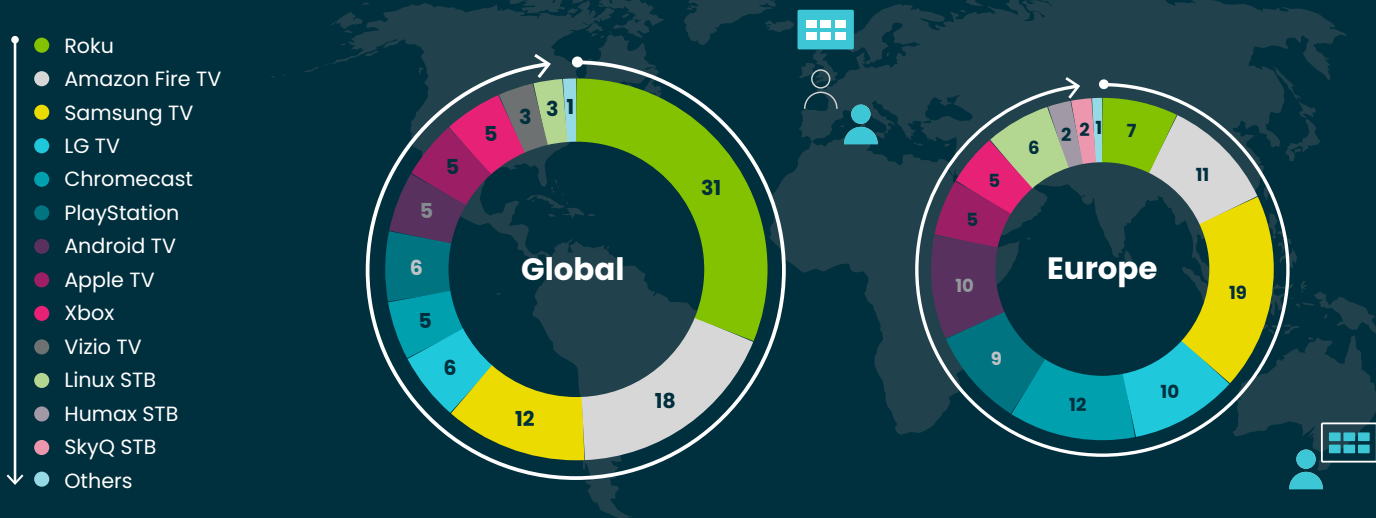 Roku
Amazon Fire TV
Samsung TV
LG TV
Chromecast
PlayStation
Android TV
Apple TV
Xbox
Vizio TV
Linux STB
Humax STB
SkyQ STB
Others
Global
31
18
12
6
5
6
5
5
5
3
3
1
Europe
7
11
19
10
12
9
10
5
5
6
2
2
1